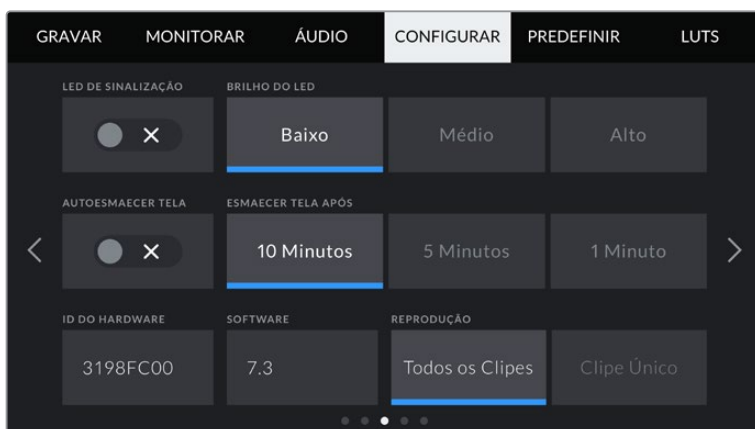 GRAVAR MONITORAR ÁUDIO CONFIGURAR PREDEFINIR LUTS
LED DE SINALIZAÇÃO BRILHO DO LED
Baixo Médio Alto
AUTOESMAECER TELA ESMAECER TELA APÓS
10 Minutos 5 Minutos 1 Minuto
ID DO HARDWARE SOFTWARE REPRODUÇÃO
3198FC00 7.3 Todos os Clipes Clipe Único